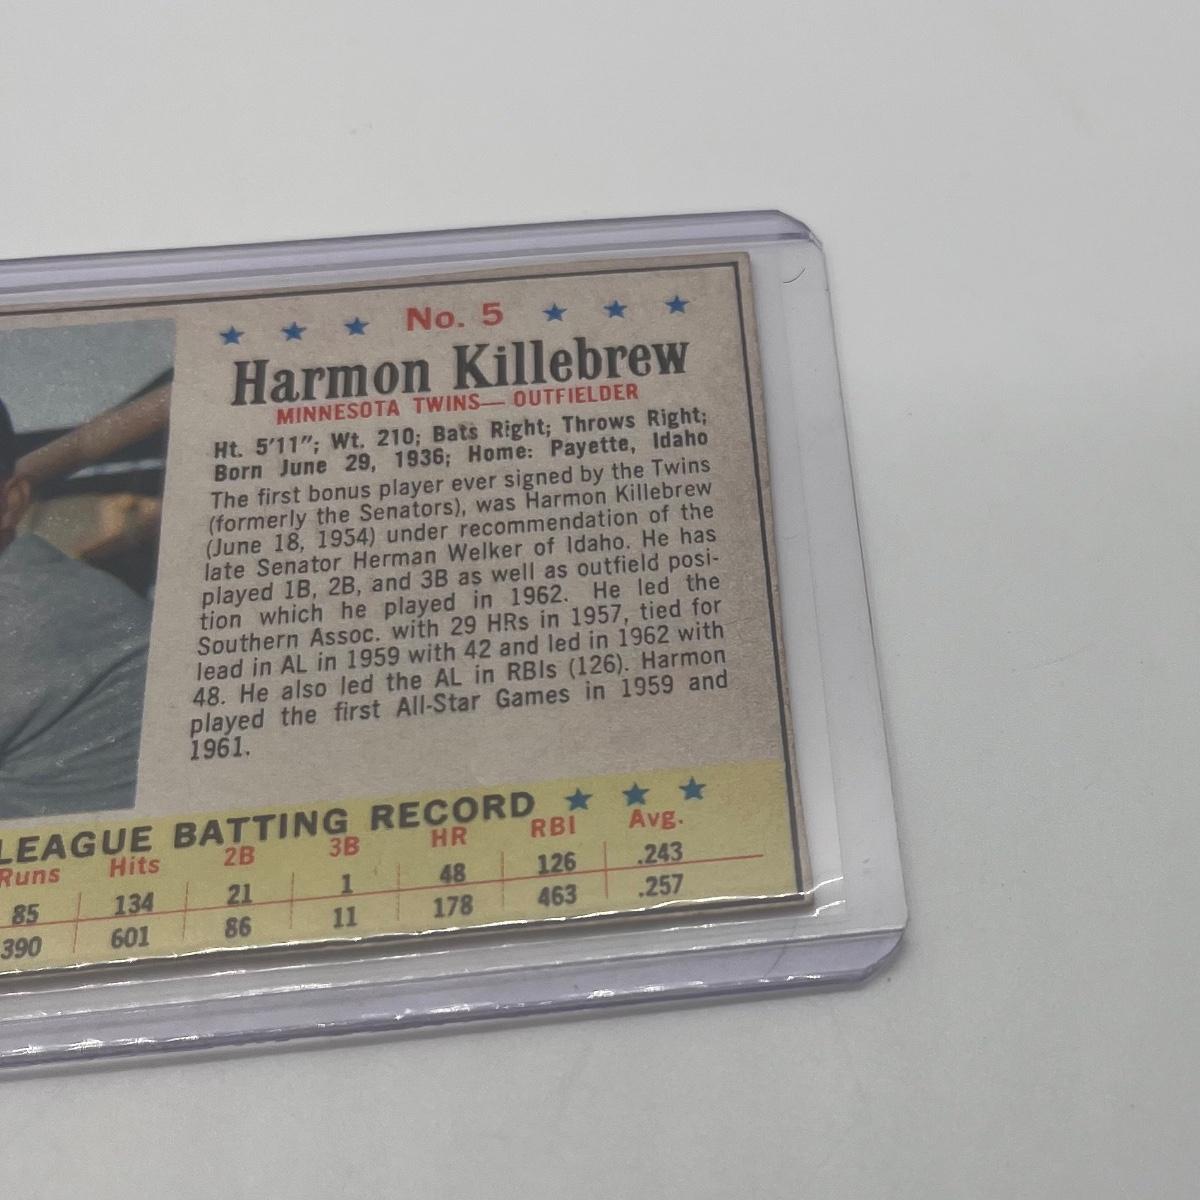 No. 5
Harmon Killebrew
MINNESOTA TWINS— OUTFIELDER
Ht. 5'11"; Wt. 210; Bats Right; Throws Right;
Born June 29, 1936; Home: Payette, Idaho
The first bonus player ever signed by the Twins
(formerly the Senators), was Harmon Killebrew
(June 18, 1954) under recommendation of the
late Senator Herman Welker of Idaho. He has
played 1B, 2B, and 3B as well as outfield posi-
tion which he played in 1962. He led the
Southern Assoc. with 29 HRs in 1957, tied for
lead in AL in 1959 with 42 and led in 1962 with
48. He also led the AL in RBIs (126). Harmon
played the first All-Star Games in 1959 and
1961.
LEAGUE BATTING RECORD
Runs Hits 2B 3B HR RBI Avg.
85 134 21 1 48 126 .243
390 601 86 11 178 463 .257